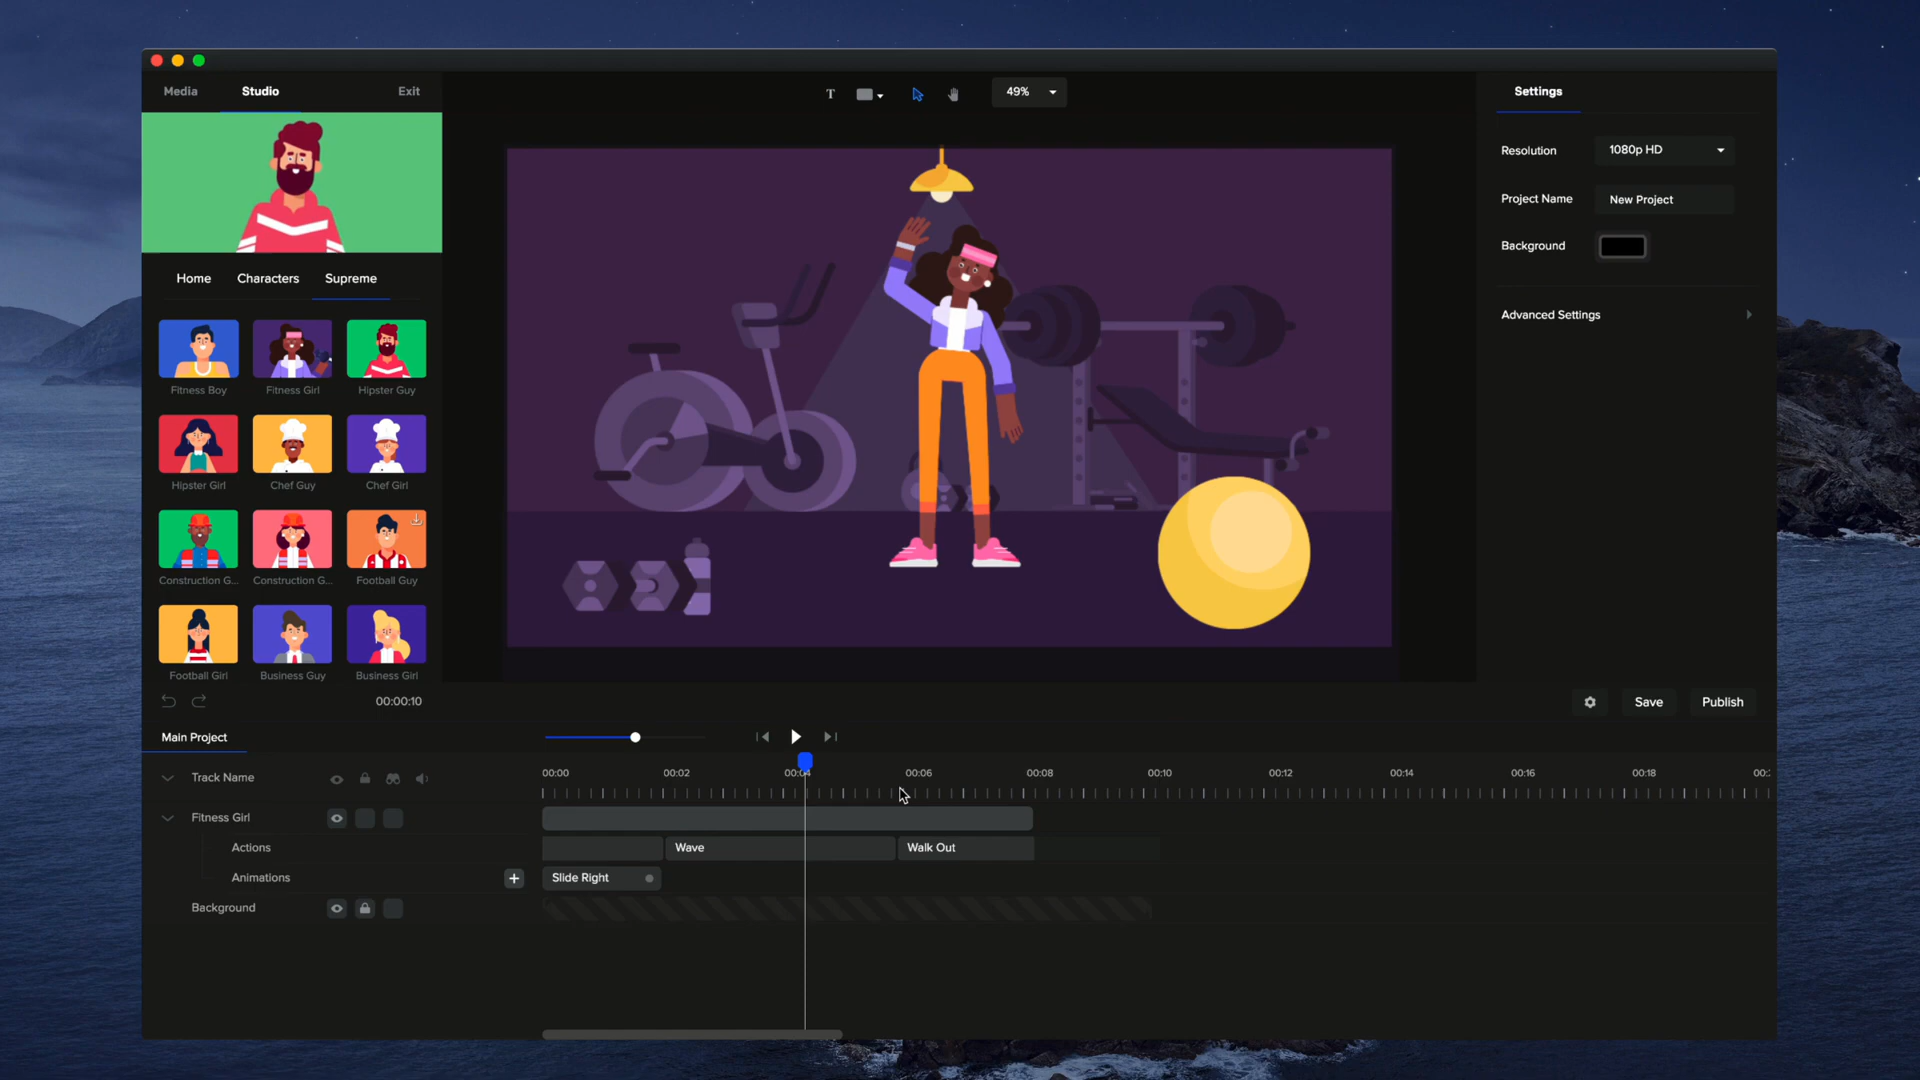 Media
Studio
Exit
T
49%
Settings
Resolution
1080p HD
Project Name
New Project
Background
Advanced Settings
Home
Characters
Supreme
Fitness Boy
Fitness Girl
Hipster Guy
Hipster Girl
Chef Guy
Chef Girl
Construction G...
Construction G...
Football Guy
Football Girl
Business Guy
Business Girl
00:00:10
Save
Publish
Main Project
Track Name
00:00
00:02
00:04
00:06
00:08
00:10
00:12
00:14
00:16
00:18
Fitness Girl
Actions
Wave
Walk Out
Animations
Slide Right
Background